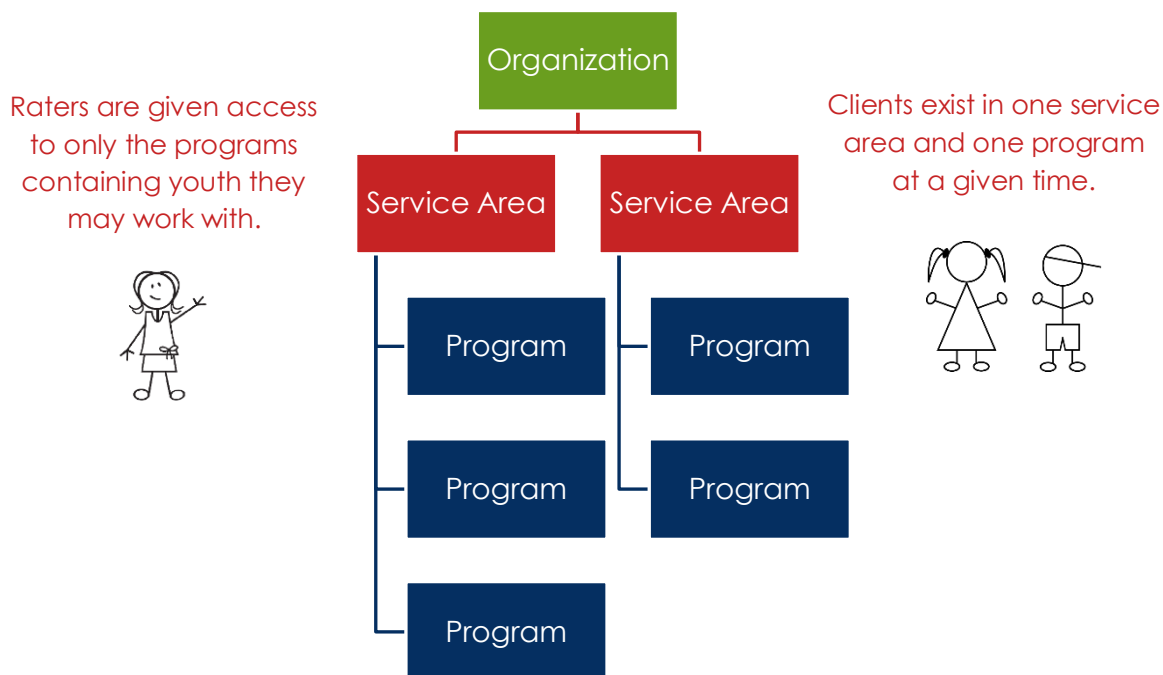 Organization
Raters are given access
to only the programs
containing youth they
may work with.
Clients exist in one service
area and one program
at a given time.
Service Area
Service Area
Program
Program
Program
Program
Program